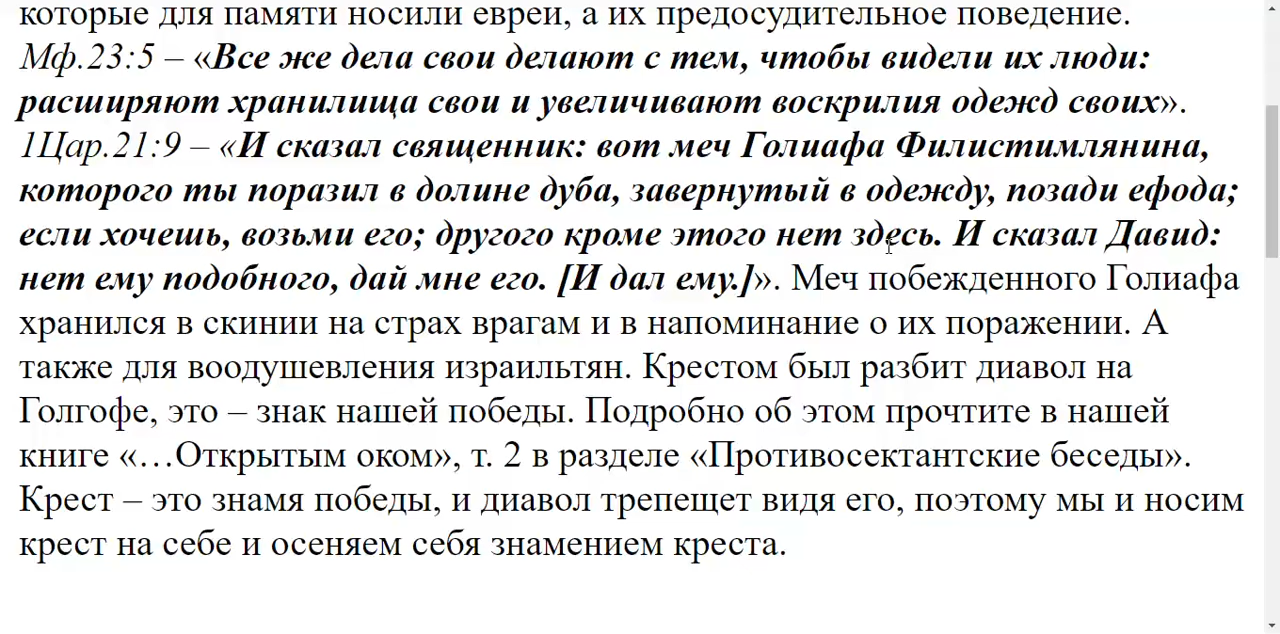 которые для памяти носили евреи, а их предосудительное поведение.
Мф.23:5 – «Все же дела свои делают с тем, чтобы видели их люди:
расширяют хранилища свои и увеличивают воскрилия одежд своих».
1Цар.21:9 – «И сказал священник: вот меч Голиафа Филистимлянина,
которого ты поразил в долине дуба, завернутый в одежду, позади ефода;
если хочешь, возьми его; другого кроме этого нет здесь. И сказал Давид:
нет ему подобного, дай мне его. [И дал ему.]». Меч побежденного Голиафа
хранился в скинии на страх врагам и в напоминание о их поражении. А
также для воодушевления израильтян. Крестом был разбит диавол на
Голгофе, это – знак нашей победы. Подробно об этом прочтите в нашей
книге «…Открытым оком», т. 2 в разделе «Противосектантские беседы».
Крест – это знамя победы, и диавол трепещет видя его, поэтому мы и носим
крест на себе и осеняем себя знамением креста.